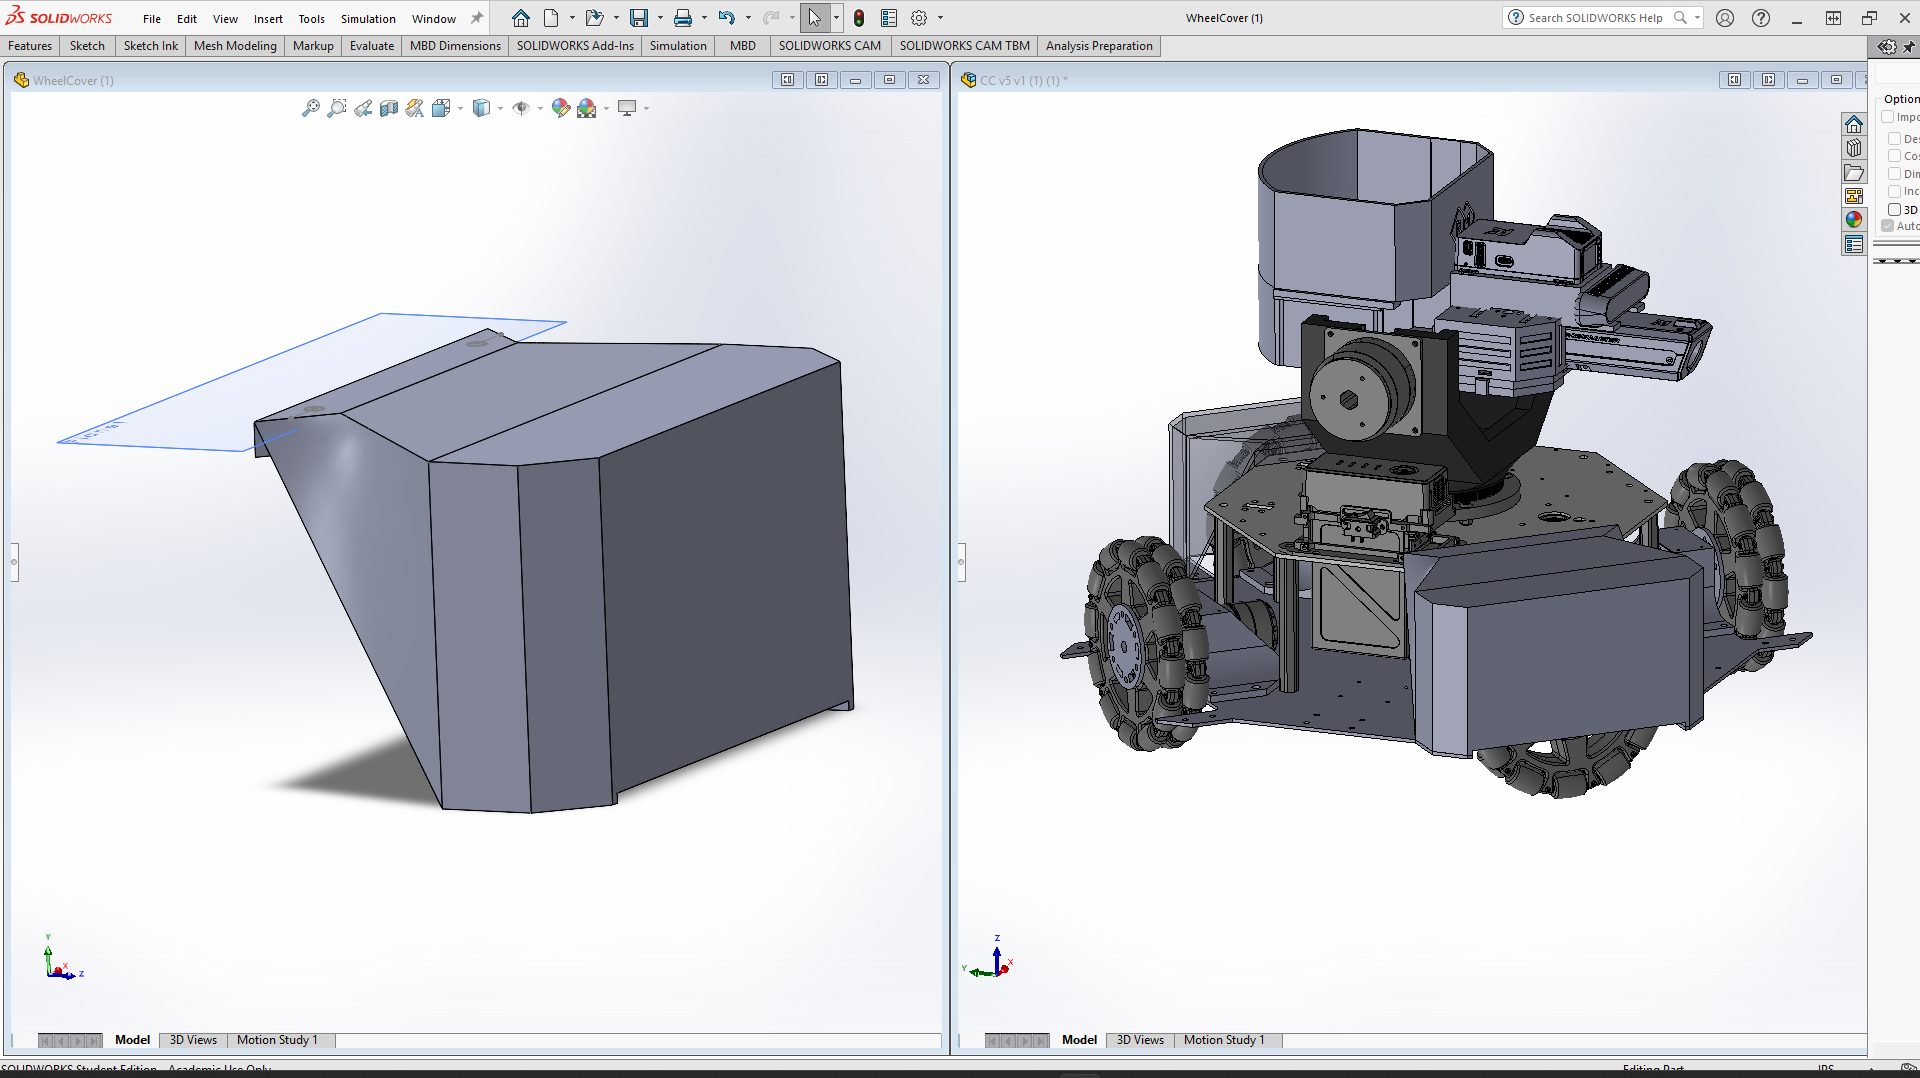 SOLIDWORKS File Edit View Insert Tools Simulation Window WheelCover (1) Search SOLIDWORKS Help
Features Sketch Sketch Ink Mesh Modeling Markup Evaluate MBD Dimensions SOLIDWORKS Add-Ins Simulation MBD SOLIDWORKS CAM SOLIDWORKS CAM TBM Analysis Preparation
WheelCover (1)
Y
X
Z
Model 3D Views Motion Study 1
CC v5 v1 (1) (1) *
Z
X
Y
Model 3D Views Motion Study 1
Option
Impo
Des
Cos
Dim
Inc
3D
Auto
SOLIDWORKS Student Edition - Academic Use Only Editing Part IPS